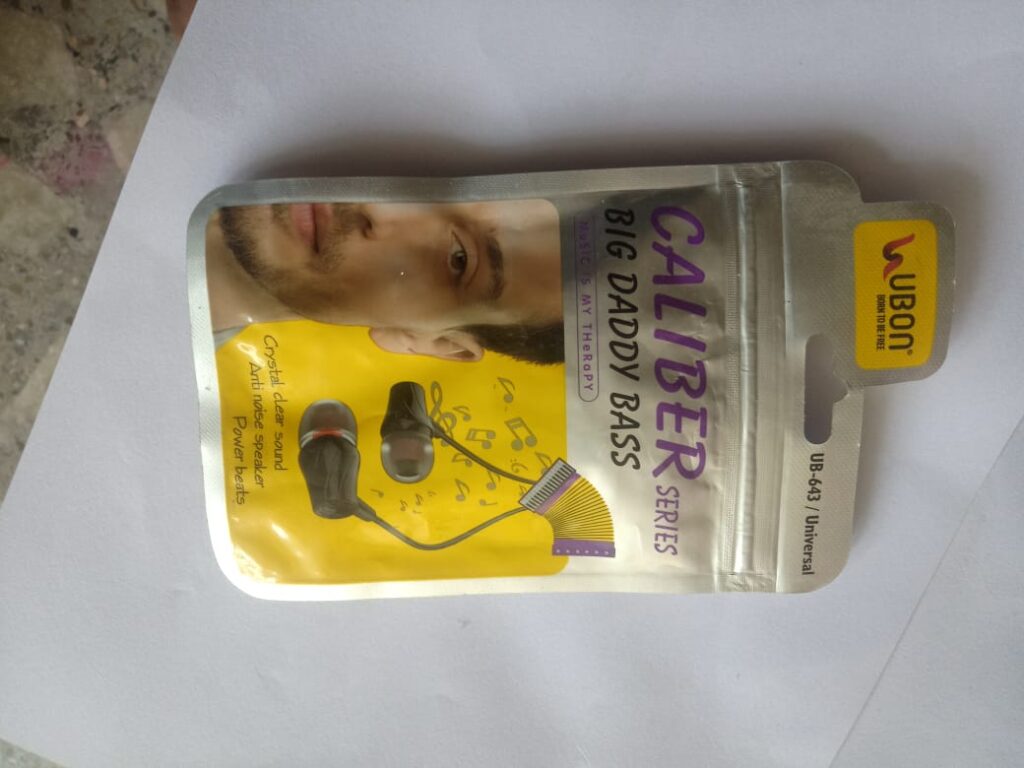 UBON®
BORN TO BE FREE
UB-643 / Universal
CALIBER SERIES
BIG DADDY BASS
MuSiC iS MY THeRaPY
Crystal clear sound
Anti noise speaker
Power beats